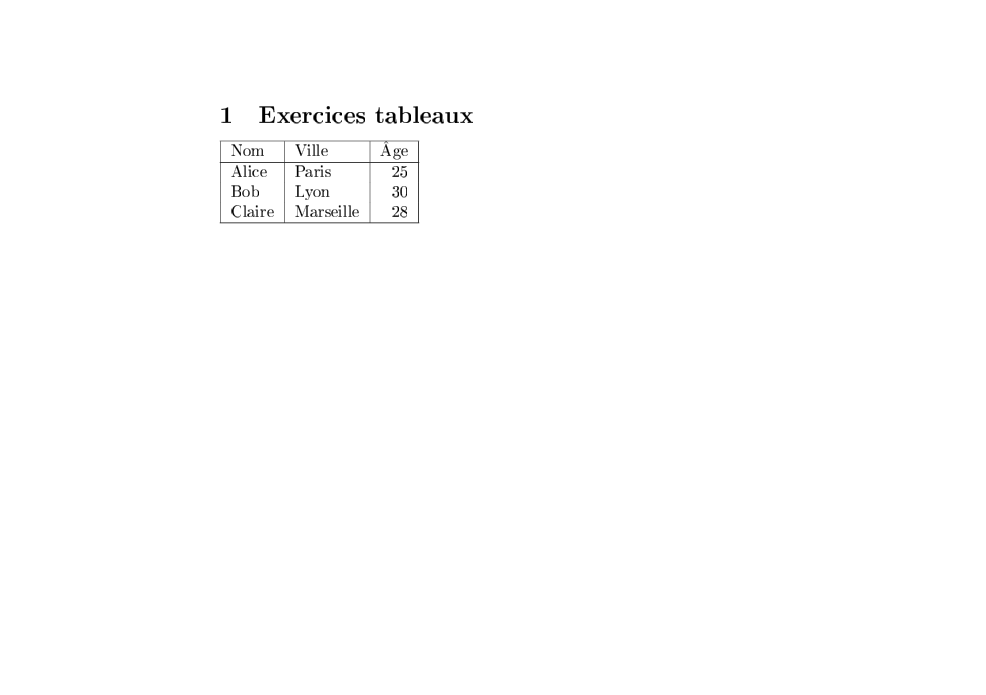 1 Exercices tableaux
Nom Ville Âge
Alice Paris 25
Bob Lyon 30
Claire Marseille 28